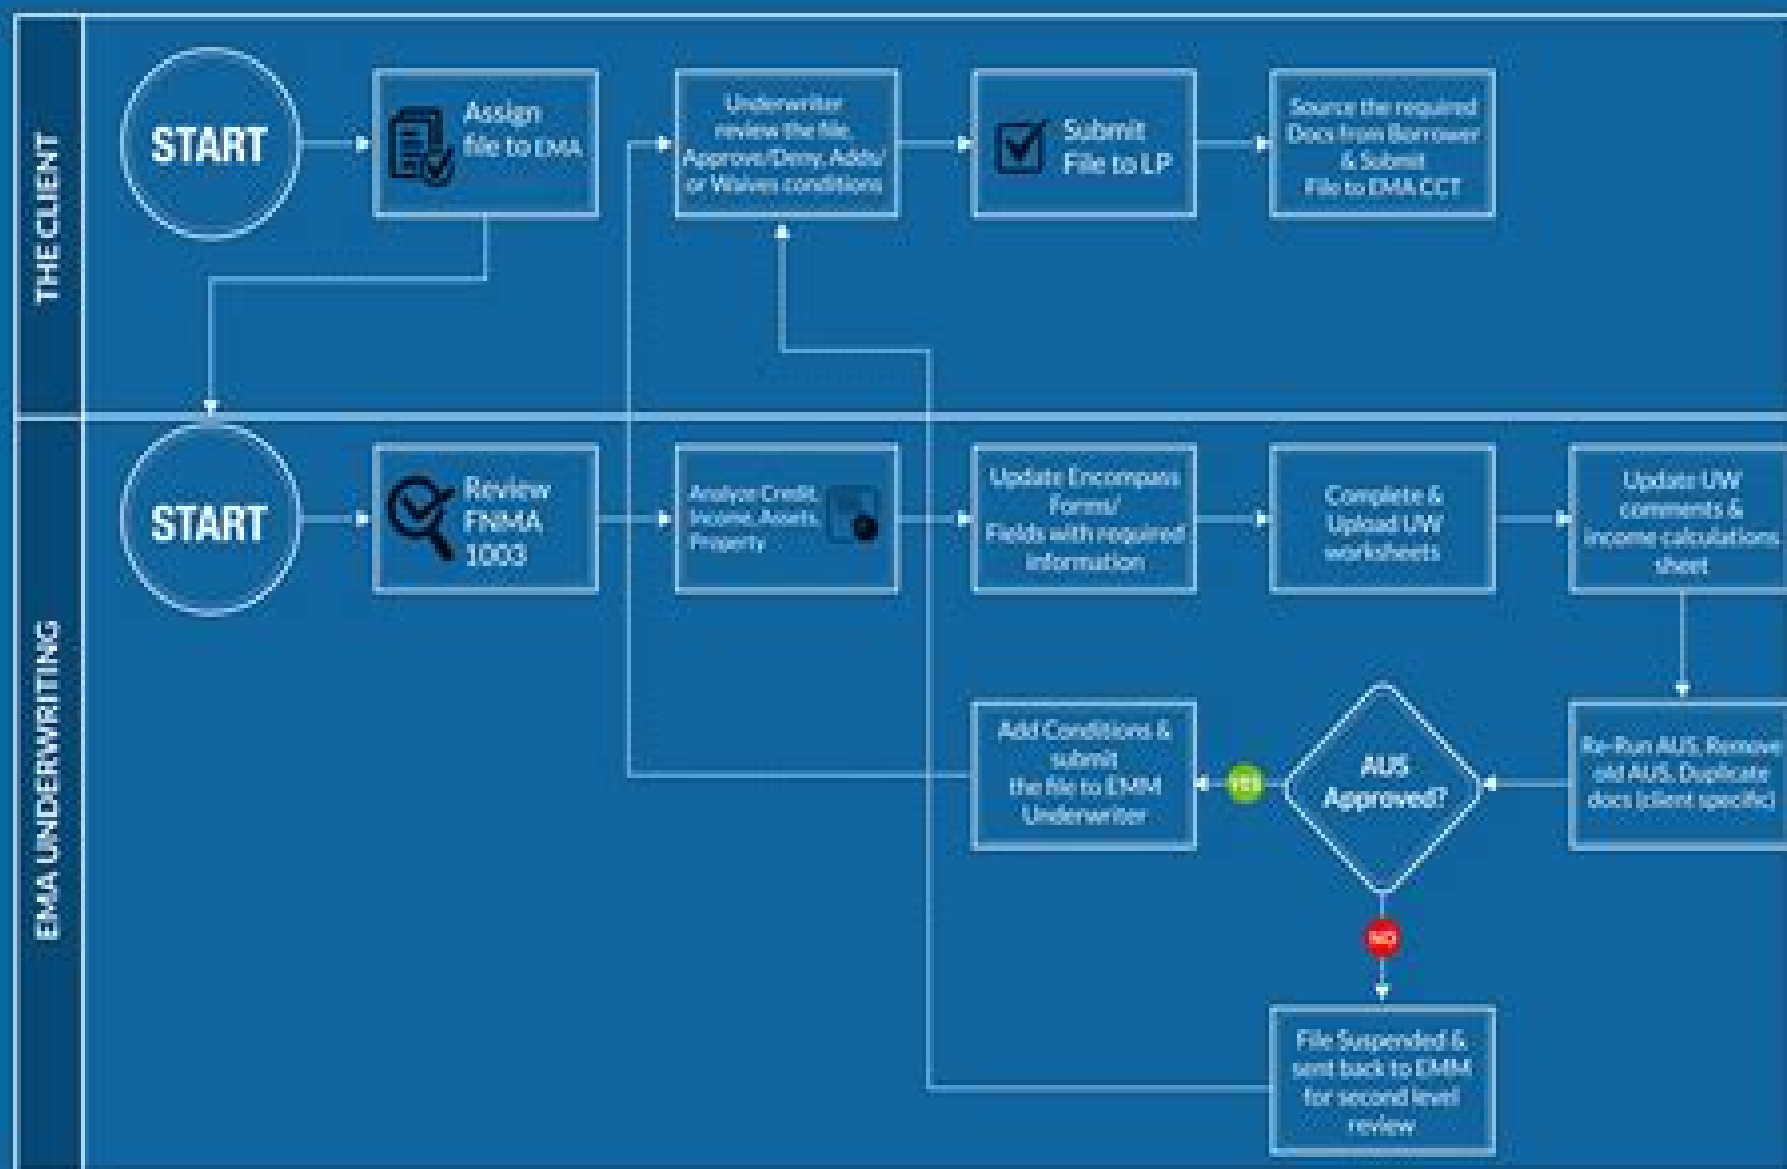 THE CLIENT
START
Assign
file to EMA
Underwriter
review the file,
Approve/Deny, Adds/
or Waives conditions
Submit
File to LP
Source the required
Docs from Borrower
& Submit
File to EMA CCT
EMA UNDERWRITING
START
Review
FNMA
1003
Analyze Credit,
Income, Assets,
Property
Update Encompass
Forms/
Fields with required
information
Complete &
Upload UW
worksheets
Update UW
comments &
income calculations
sheet
Re-Run AUS, Remove
old AUS, Duplicate
docs (client specific)
AUS
Approved?
YES
Add Conditions &
submit
the file to EMM
Underwriter
NO
File Suspended &
sent back to EMM
for second level
review